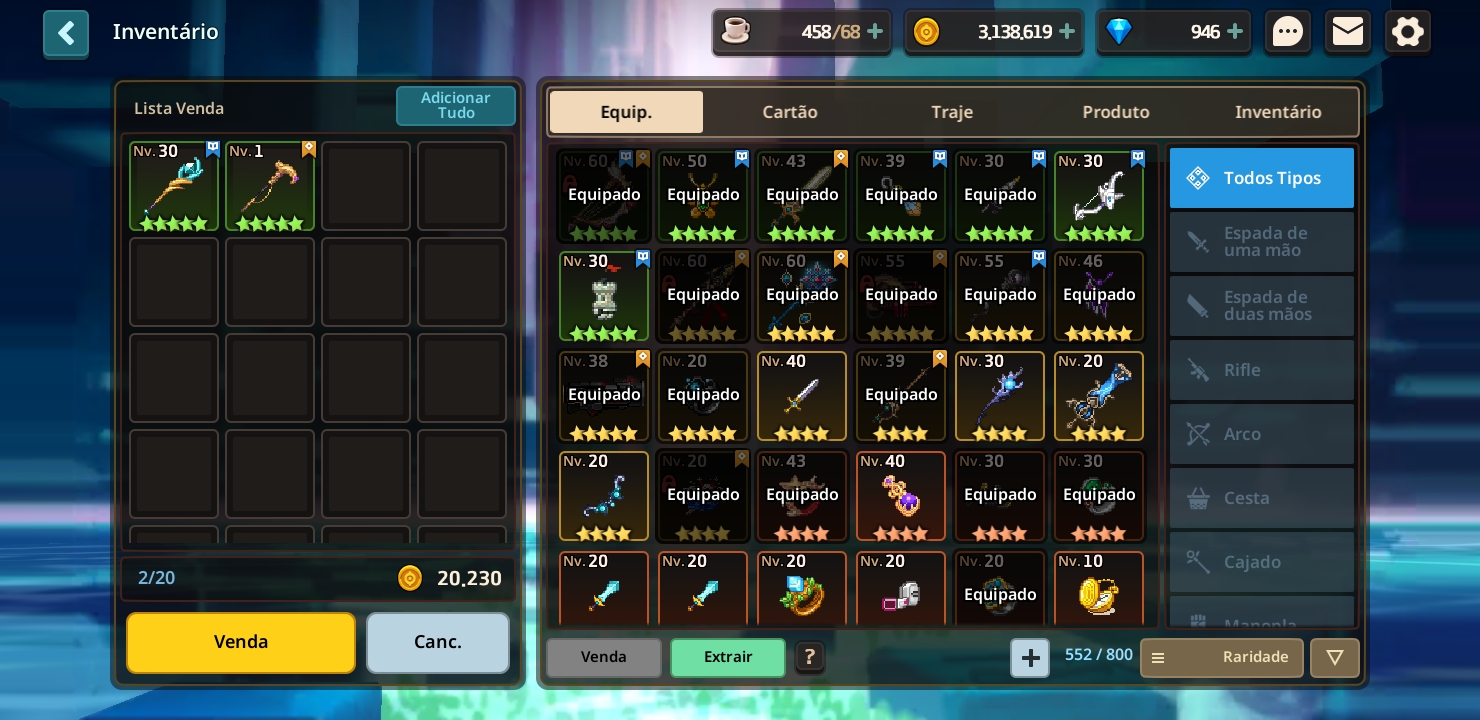 Inventário
458/68
3,138,619
946
Lista Venda
Adicionar
Tudo
Nv. 30
Nv. 1
2/20
20,230
Venda
Canc.
Equip.
Cartão
Traje
Produto
Inventário
Nv. 60
Equipado
Nv. 50
Equipado
Nv. 43
Equipado
Nv. 39
Equipado
Nv. 30
Equipado
Nv. 30
Nv. 30
Nv. 60
Equipado
Nv. 60
Equipado
Nv. 55
Equipado
Nv. 55
Equipado
Nv. 46
Equipado
Nv. 38
Equipado
Nv. 20
Equipado
Nv. 40
Nv. 39
Equipado
Nv. 30
Nv. 20
Nv. 20
Nv. 20
Equipado
Nv. 43
Equipado
Nv. 40
Nv. 30
Equipado
Nv. 30
Equipado
Nv. 20
Nv. 20
Nv. 20
Nv. 20
Nv. 20
Equipado
Nv. 10
Todos Tipos
Espada de
uma mão
Espada de
duas mãos
Rifle
Arco
Cesta
Cajado
Manopla
Venda
Extrair
?
552 / 800
Raridade